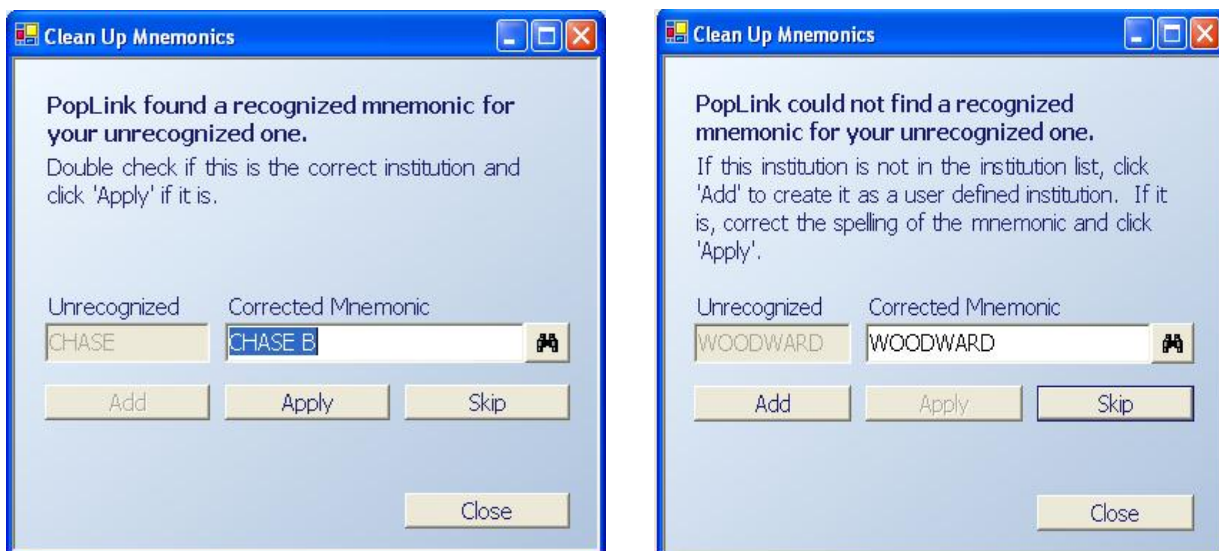 Clean Up Mnemonics
PopLink found a recognized mnemonic for
your unrecognized one.
Double check if this is the correct institution and
click 'Apply' if it is.
Unrecognized
Corrected Mnemonic
CHASE
CHASE B
Add
Apply
Skip
Close
Clean Up Mnemonics
PopLink could not find a recognized
mnemonic for your unrecognized one.
If this institution is not in the institution list, click
'Add' to create it as a user defined institution. If it
is, correct the spelling of the mnemonic and click
'Apply'.
Unrecognized
Corrected Mnemonic
WOODWARD
WOODWARD
Add
Apply
Skip
Close